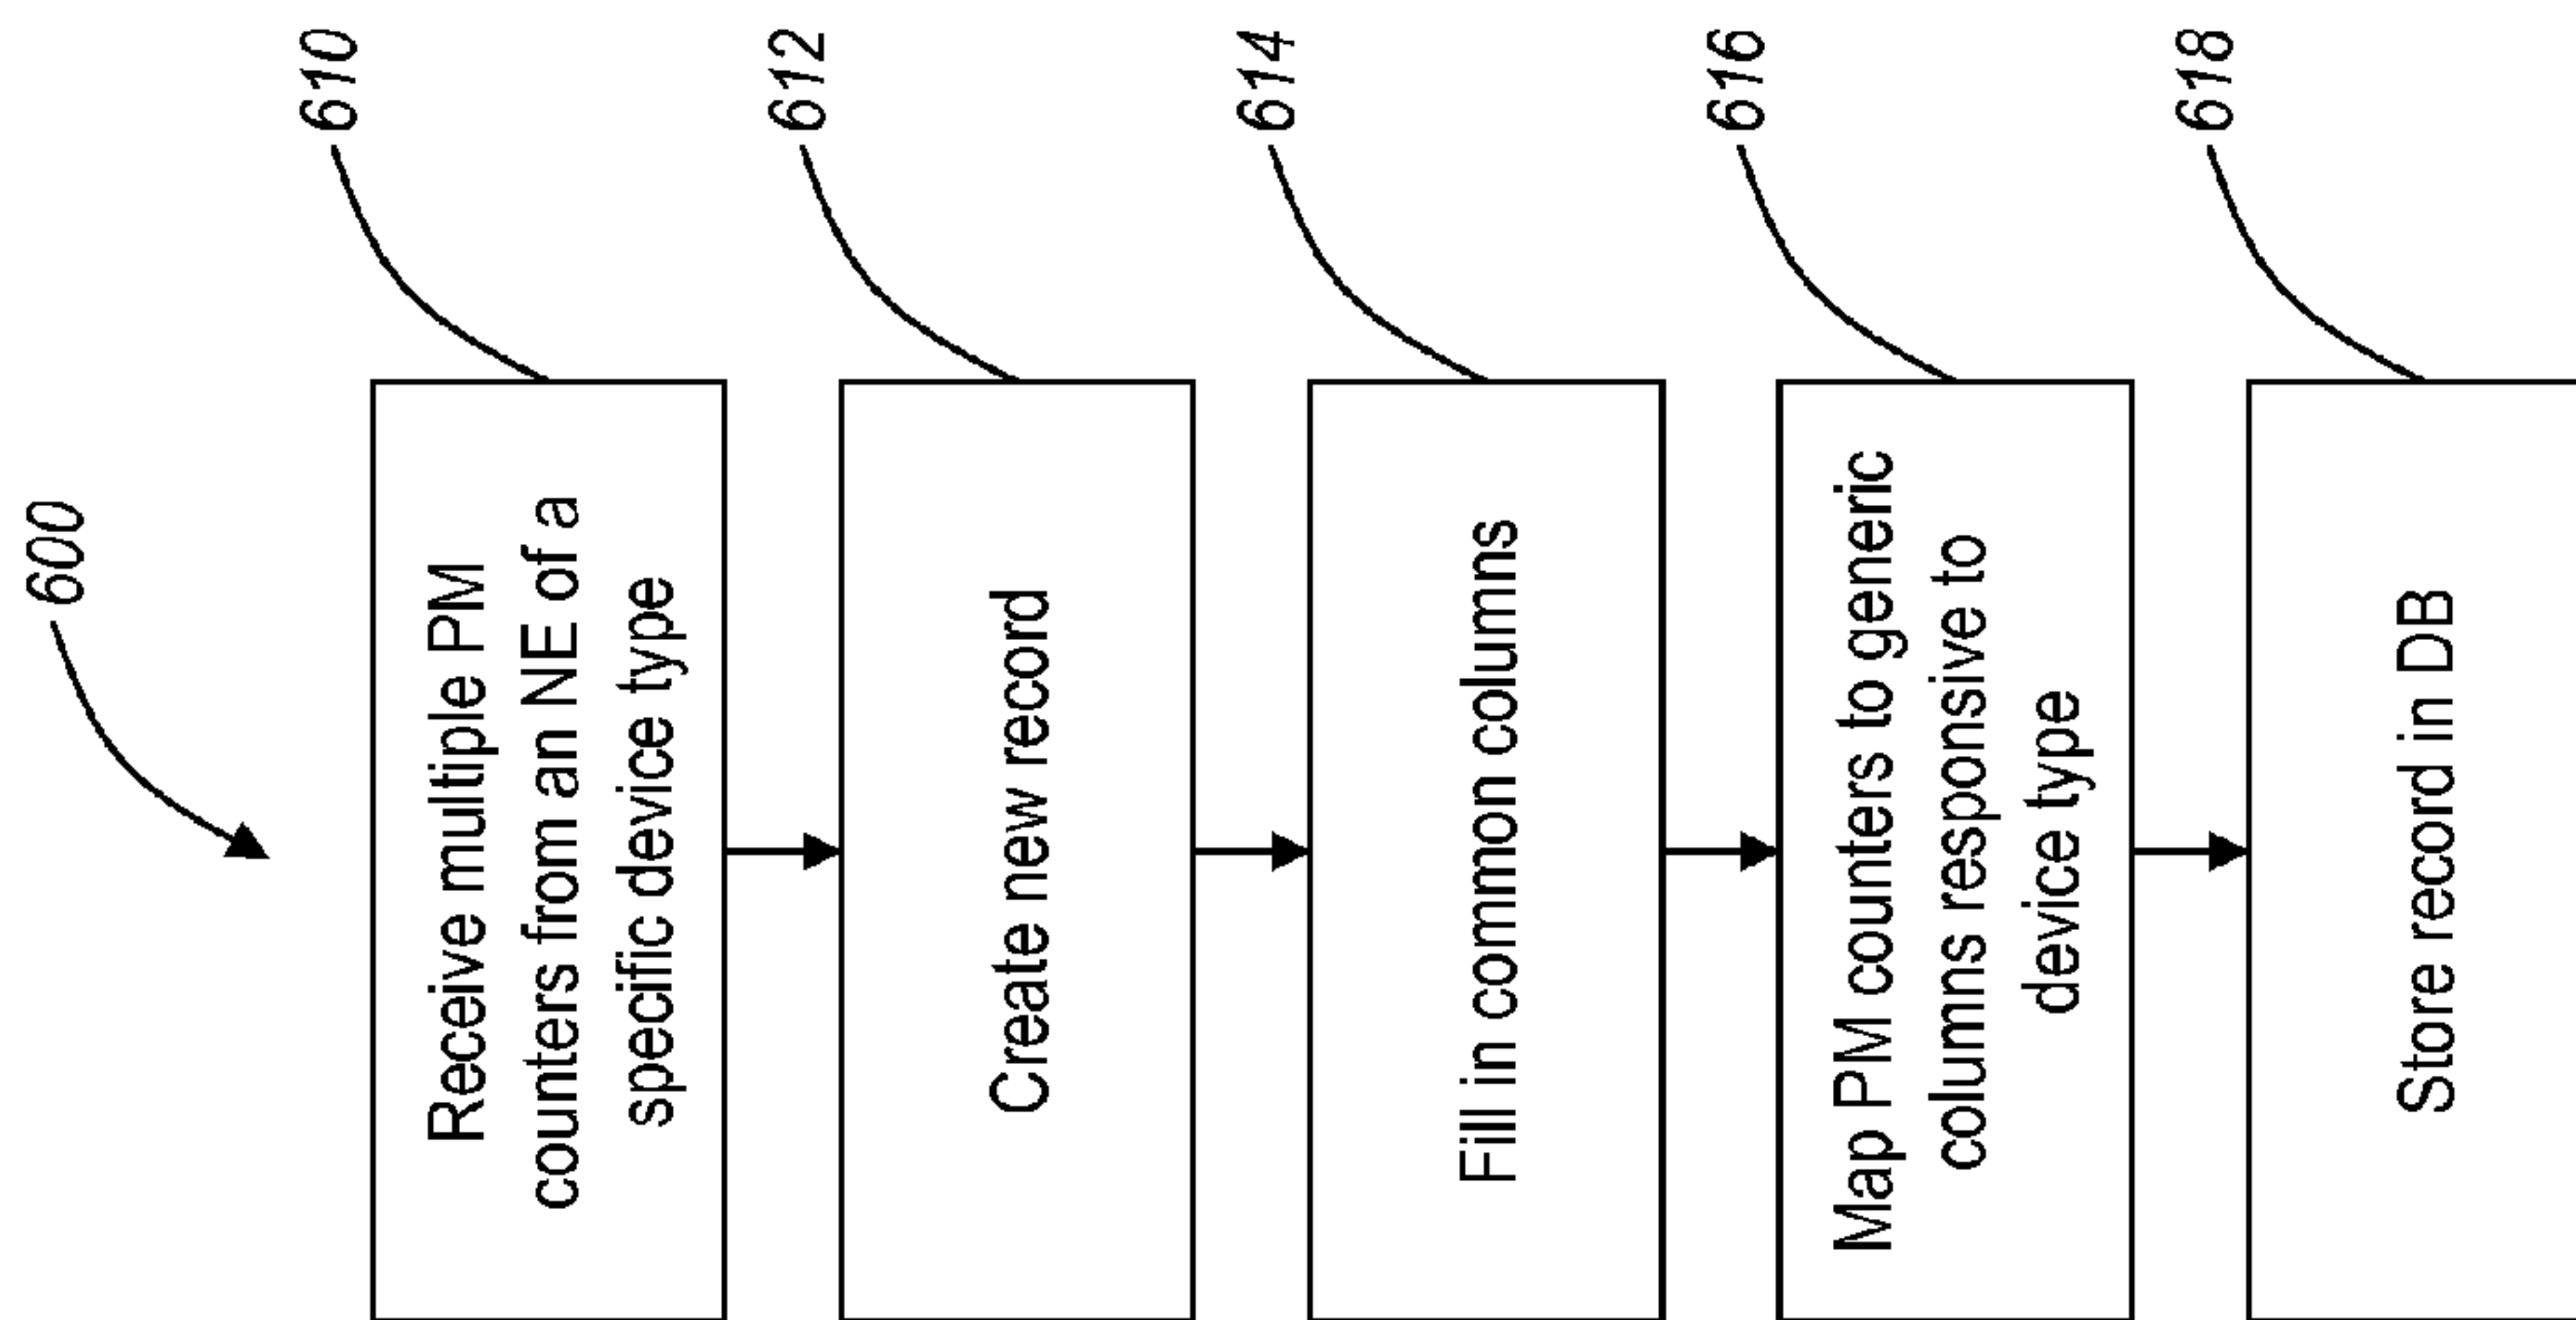 600
610
Receive multiple PM
counters from an NE of a
specific device type
612
Create new record
614
Fill in common columns
616
Map PM counters to generic
columns responsive to
device type
618
Store record in DB